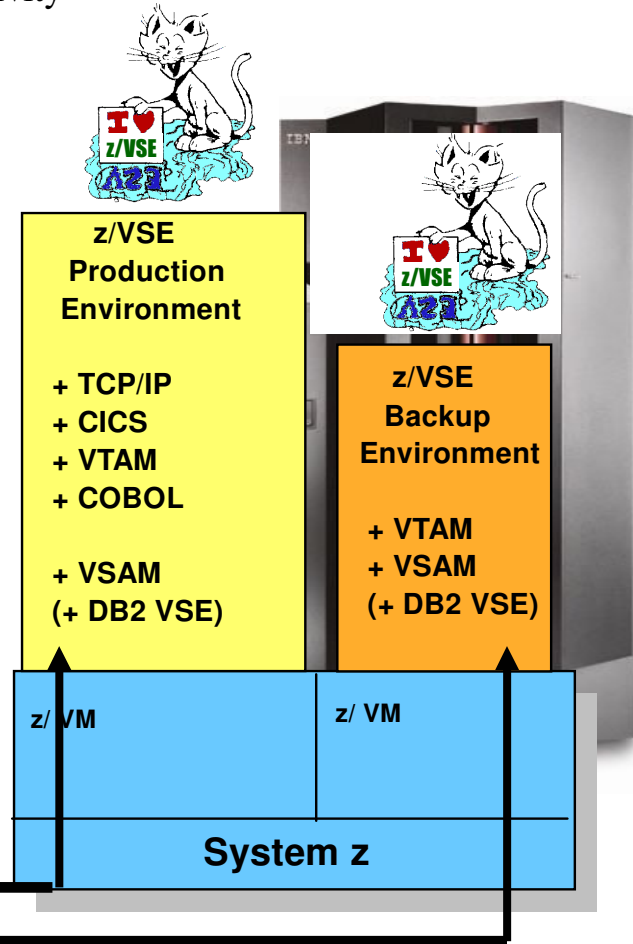 I ♥
z/VSE
z/VSE
Production
Environment
+ TCP/IP
+ CICS
+ VTAM
+ COBOL
+ VSAM
(+ DB2 VSE)
I ♥
z/VSE
z/VSE
Backup
Environment
+ VTAM
+ VSAM
(+ DB2 VSE)
z/ VM
z/ VM
System z